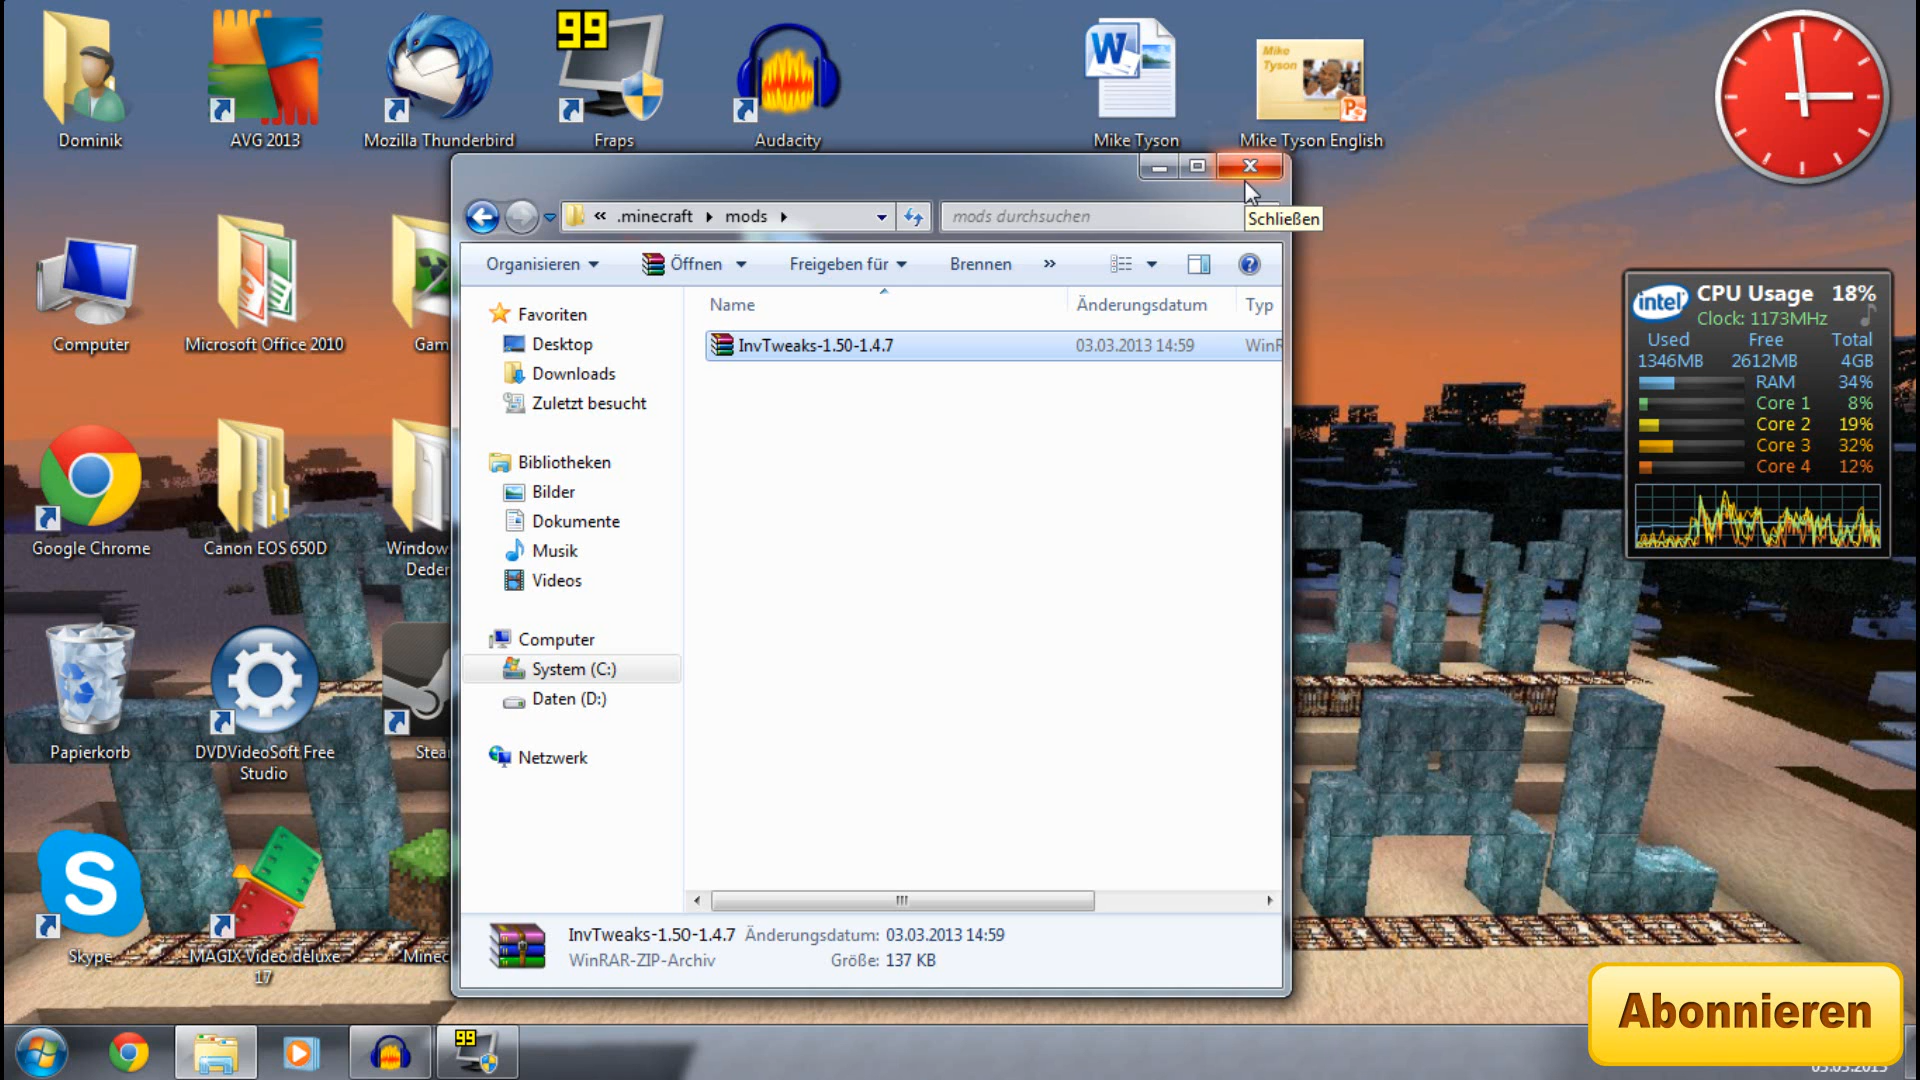 99
Mike
Tyson
Dominik
AVG 2013
Mozilla Thunderbird
Fraps
Audacity
Mike Tyson
Mike Tyson English
« .minecraft ▸ mods ▸
mods durchsuchen
Schließen
Organisieren
Öffnen
Freigeben für
Brennen
»
Name
Änderungsdatum
Typ
InvTweaks-1.50-1.4.7
03.03.2013 14:59
WinR
Favoriten
Desktop
Downloads
Zuletzt besucht
Bibliotheken
Bilder
Dokumente
Musik
Videos
Computer
System (C:)
Daten (D:)
Netzwerk
InvTweaks-1.50-1.4.7 Änderungsdatum: 03.03.2013 14:59
WinRAR-ZIP-Archiv Größe: 137 KB
Computer
Microsoft Office 2010
Gam
Google Chrome
Canon EOS 650D
Window
Deder
Papierkorb
DVDVideoSoft Free
Studio
Stea
Skype
MAGIX Video deluxe
17
Minec
intel
CPU Usage 18%
Clock: 1173MHz
Used Free Total
1346MB 2612MB 4GB
RAM 34%
Core 1 8%
Core 2 19%
Core 3 32%
Core 4 12%
Abonnieren
99